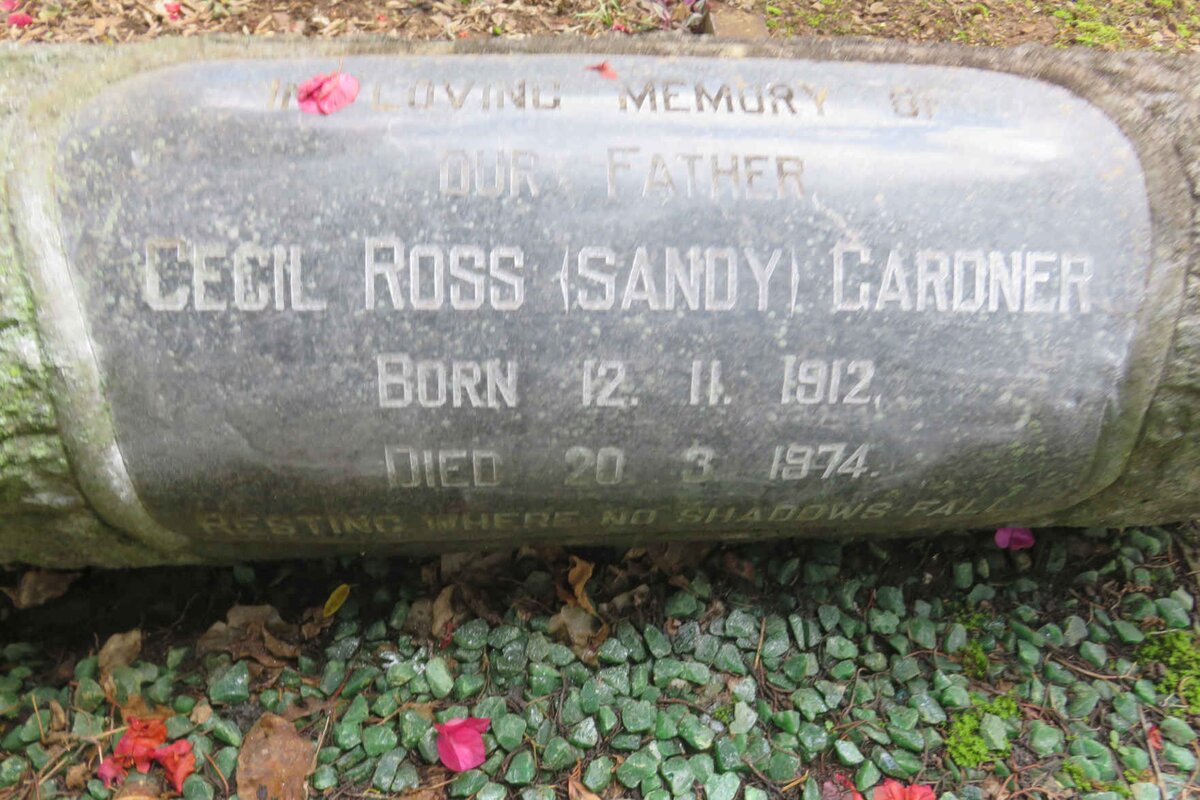 IN LOVING MEMORY OF
OUR FATHER
CECIL ROSS (SANDY) GARDNER
BORN 12. 11. 1912.
DIED 20. 3. 1974.
RESTING WHERE NO SHADOWS FALL